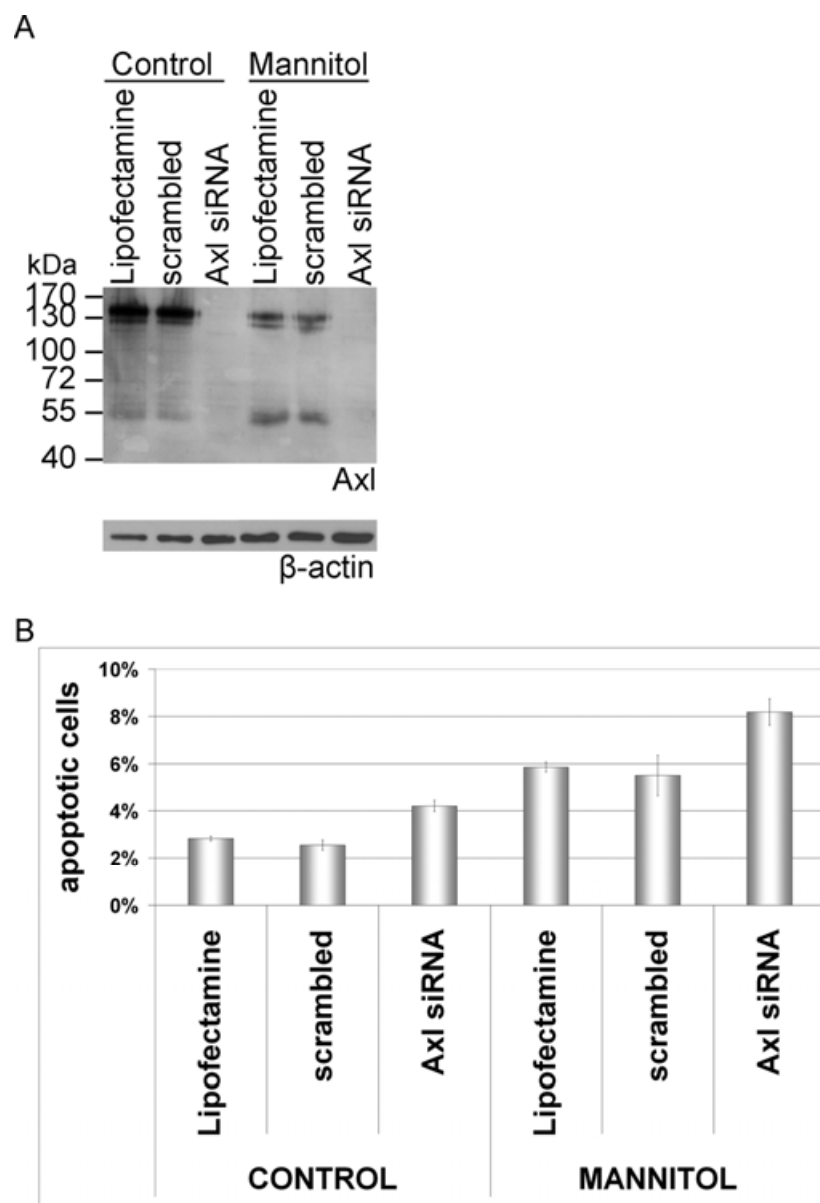 A
Control Mannitol
Lipofectamine
scrambled
Axl siRNA
Lipofectamine
scrambled
Axl siRNA
kDa
170
130
100
72
55
40
Axl
β-actin
B
apoptotic cells
10%
8%
6%
4%
2%
0%
Lipofectamine
scrambled
Axl siRNA
Lipofectamine
scrambled
Axl siRNA
CONTROL MANNITOL